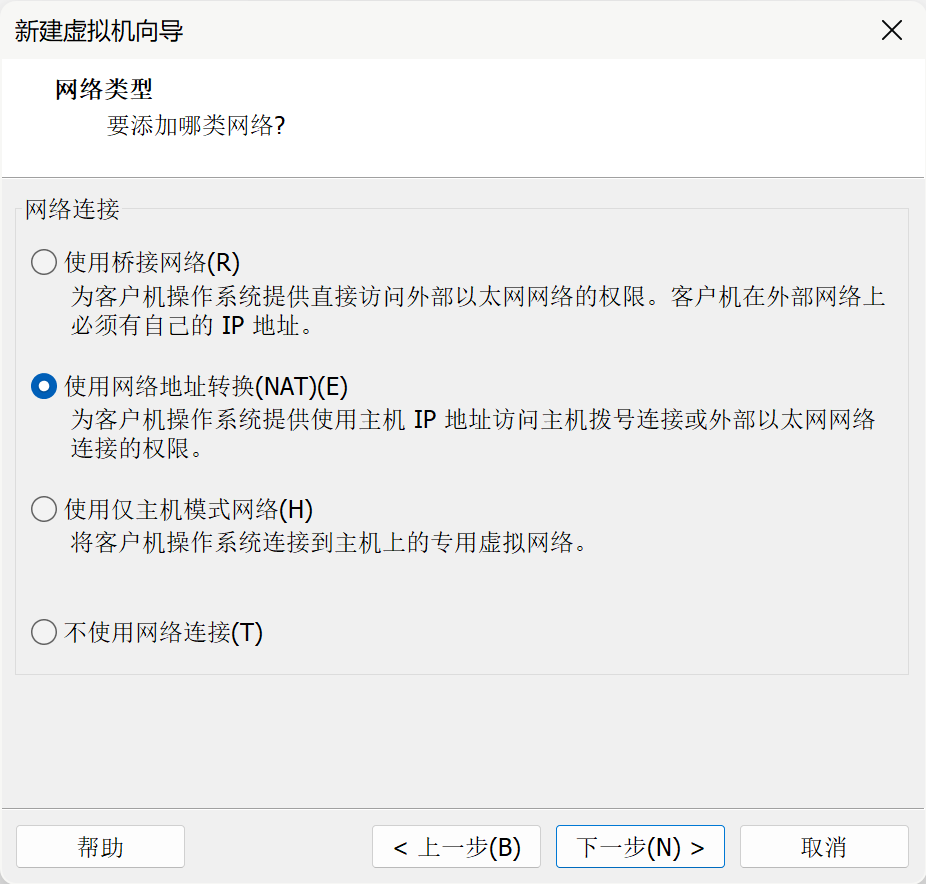 新建虚拟机向导
网络类型
要添加哪类网络?
网络连接
使用桥接网络(R)
为客户机操作系统提供直接访问外部以太网网络的权限。客户机在外部网络上
必须有自己的 IP 地址。
使用网络地址转换(NAT)(E)
为客户机操作系统提供使用主机 IP 地址访问主机拨号连接或外部以太网网络
连接的权限。
使用仅主机模式网络(H)
将客户机操作系统连接到主机上的专用虚拟网络。
不使用网络连接(T)
帮助
< 上一步(B)
下一步(N) >
取消